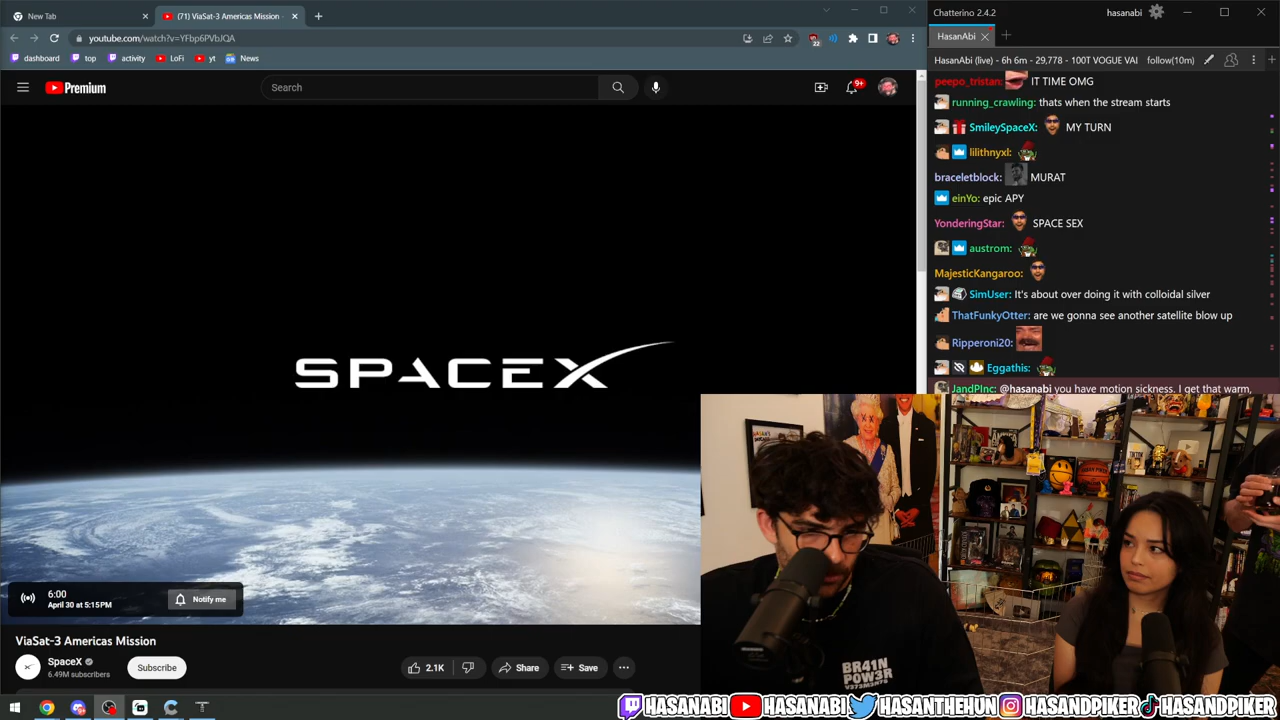 New Tab
(71) ViaSat-3 Americas Mission -
youtube.com/watch?v=YFbp6PVbJQA
22
dashboard
top
activity
LoFi
yt
News
Premium
Search
9+
SPACEX
6:00
April 30 at 5:15PM
Notify me
ViaSat-3 Americas Mission
SpaceX
6.49M subscribers
Subscribe
2.1K
Share
Save
Chatterino 2.4.2
hasanabi
HasanAbi
HasanAbi (live) - 6h 6m - 29,778 - 100T VOGUE VAI
follow(10m)
peepo_tristan: IT TIME OMG
running_crawling: thats when the stream starts
SmileySpaceX: MY TURN
lilithnyxl:
braceletblock: MURAT
einYo: epic APY
YonderingStar: SPACE SEX
austrom:
MajesticKangaroo:
SimUser: It's about over doing it with colloidal silver
ThatFunkyOtter: are we gonna see another satellite blow up
Ripperoni20:
Eggathis:
JandPInc: @hasanabi you have motion sickness. I get that warm,
BR41N
POW3R
HASANABI
HASANABI
HASANTHEHUN
HASANDPIKER
HASANDPIKER